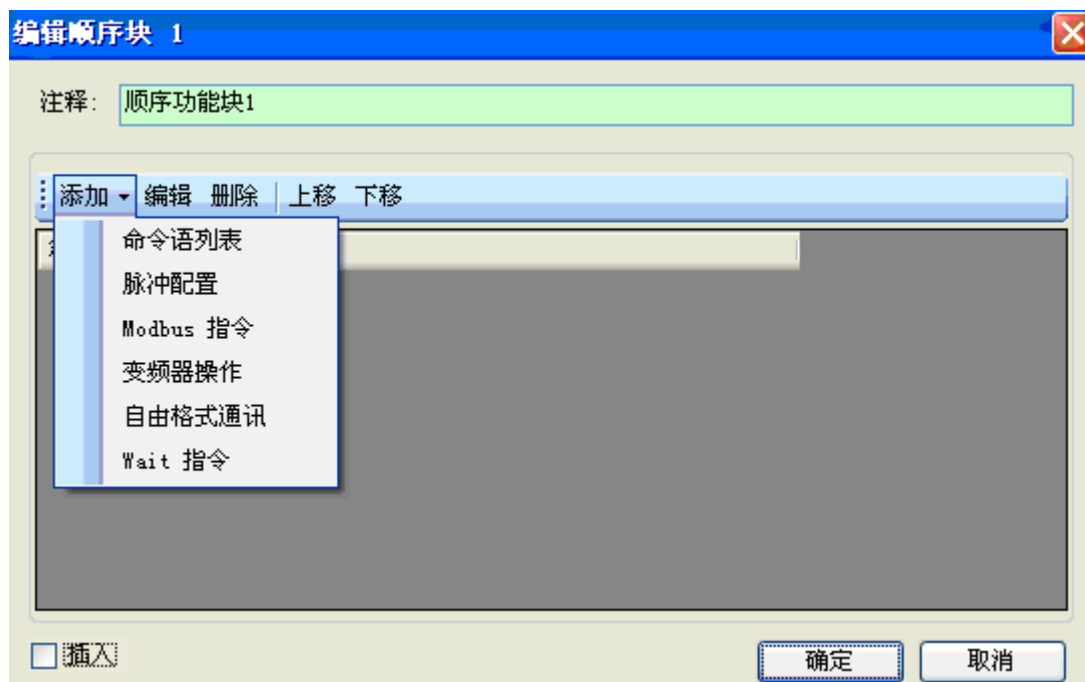 编辑顺序块 1
注释: 顺序功能块1
添加 编辑 删除 上移 下移
命令语列表
脉冲配置
Modbus 指令
变频器操作
自由格式通讯
Wait 指令
插入 确定 取消